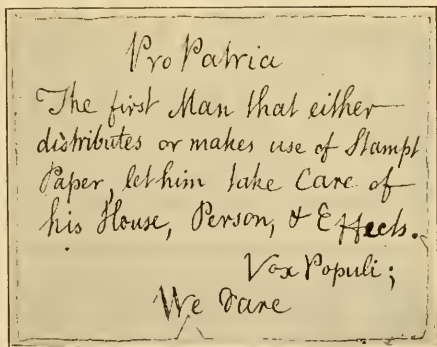 Pro Patria
The first Man that either
distributes or makes use of Stampt
Paper, let him take Care of
his House, Person, & Effects.
Vox Populi;
We dare